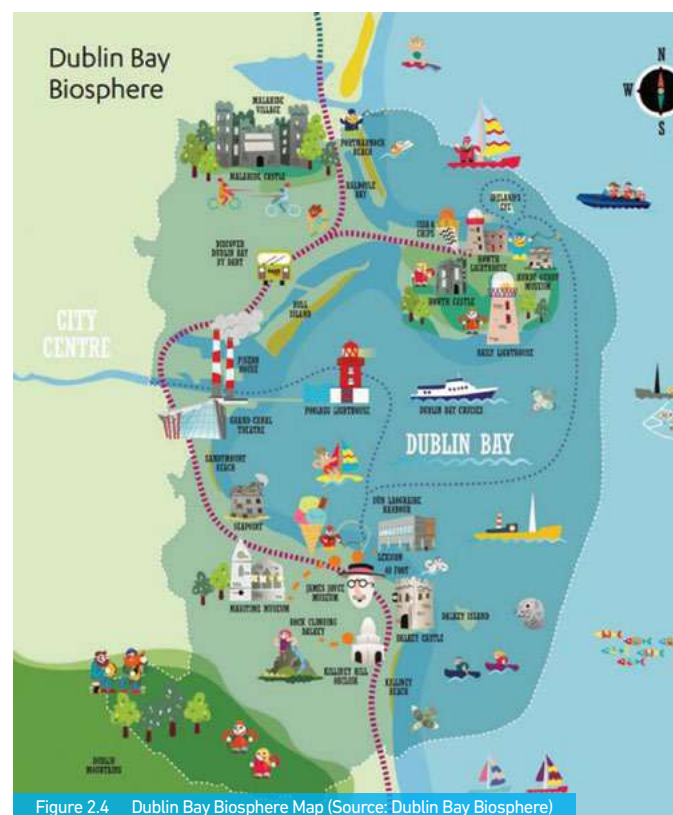 Dublin Bay
Biosphere
N
W
S
MALAHIDE
VILLAGE
MALAHIDE CASTLE
PORTMARNOCK
BEACH
BALDOYLE
BAY
IRELAND'S
EYE
FISH &
CHIPS
HOWTH
LIGHTHOUSE
HURDY GURDY
MUSEUM
HOWTH CASTLE
BAILY LIGHTHOUSE
DISCOVER
DUBLIN BAY
BY DART
BULL
ISLAND
CITY
CENTRE
PIGEON
HOUSE
GRAND CANAL
THEATRE
POOLBEG LIGHTHOUSE
DUBLIN BAY CRUISES
DUBLIN BAY
SANDYMOUNT
BEACH
SEAPOINT
DÚN LAOGHAIRE
HARBOUR
LEXICON
40 FOOT
JAMES JOYCE
MUSEUM
MARITIME MUSEUM
ROCK CLIMBING
DALKEY
DALKEY CASTLE
DALKEY ISLAND
KILLINEY HILL
OBELISK
KILLINEY
BEACH
DUBLIN
MOUNTAINS
Figure 2.4 Dublin Bay Biosphere Map (Source: Dublin Bay Biosphere)